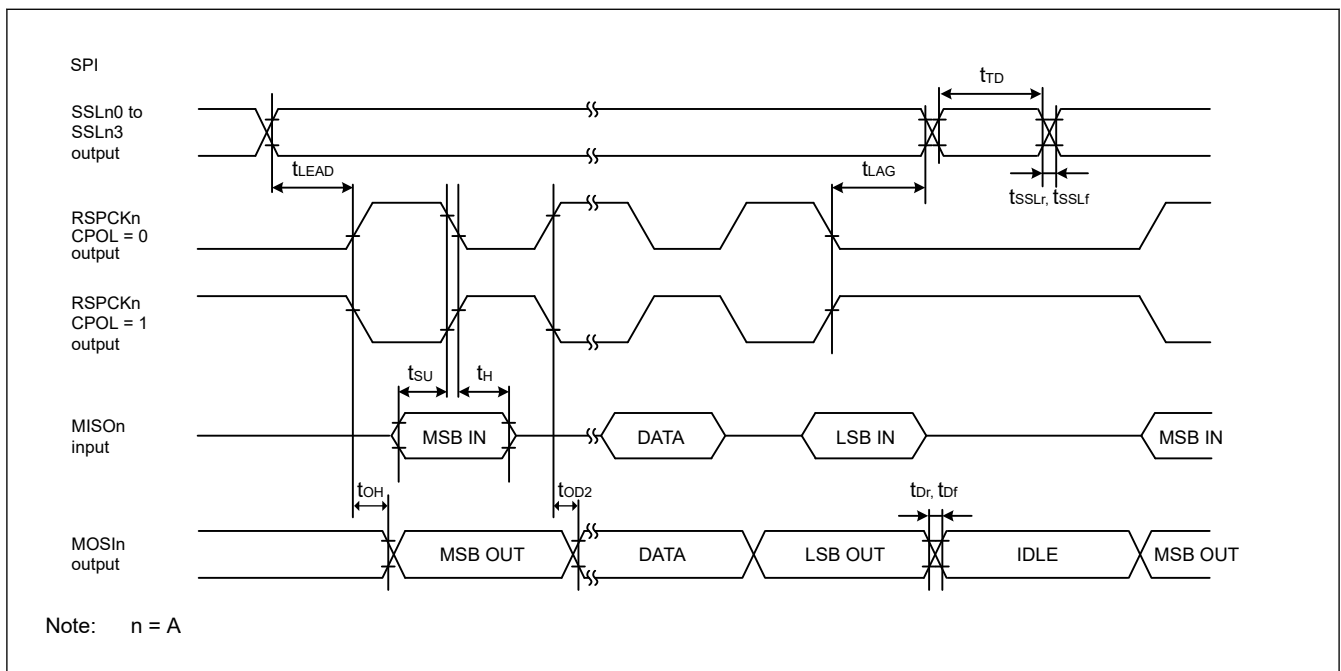 SPI
tTD
SSLn0 to
SSLn3
output
tLEAD
tLAG
tSSLr, tSSLf
RSPCKn
CPOL = 0
output
RSPCKn
CPOL = 1
output
tSU
tH
MISOn
input
MSB IN
DATA
LSB IN
MSB IN
tOH
tOD2
tDr, tDf
MOSIn
output
MSB OUT
DATA
LSB OUT
IDLE
MSB OUT
Note: n = A